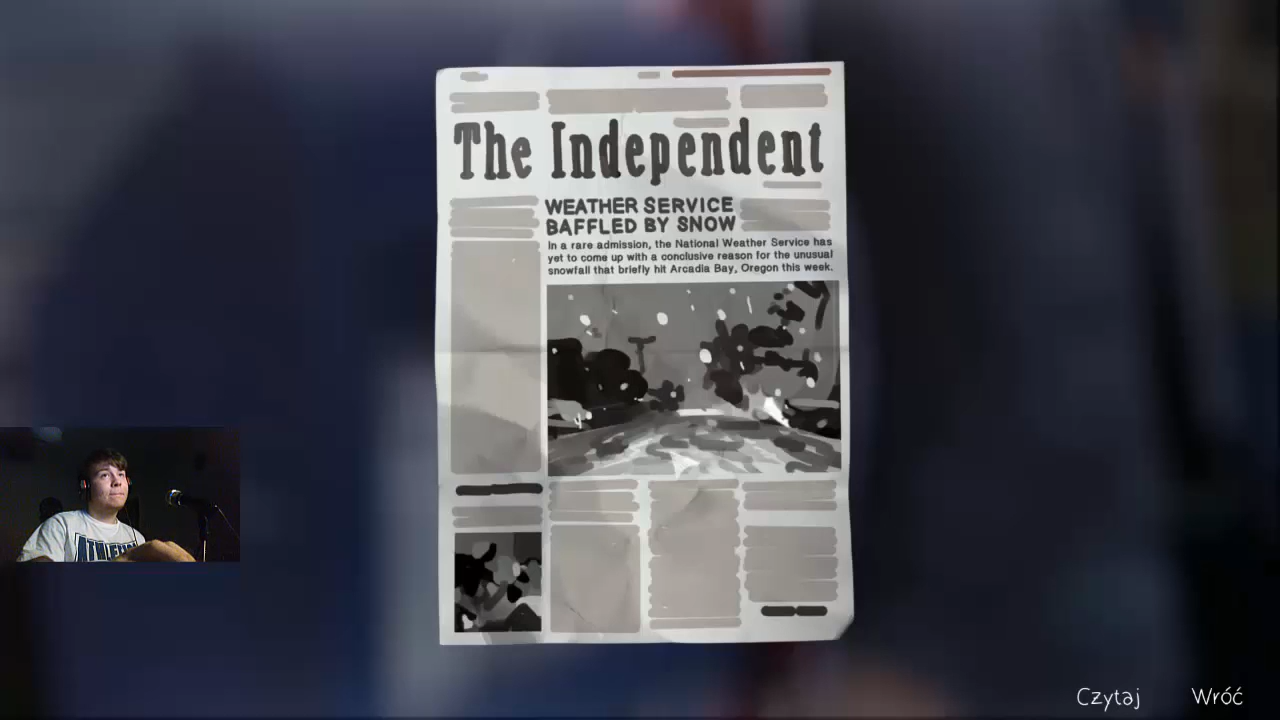 The Independent
WEATHER SERVICE
BAFFLED BY SNOW
In a rare admission, the National Weather Service has
yet to come up with a conclusive reason for the unusual
snowfall that briefly hit Arcadia Bay, Oregon this week.
Czytaj
Wróć